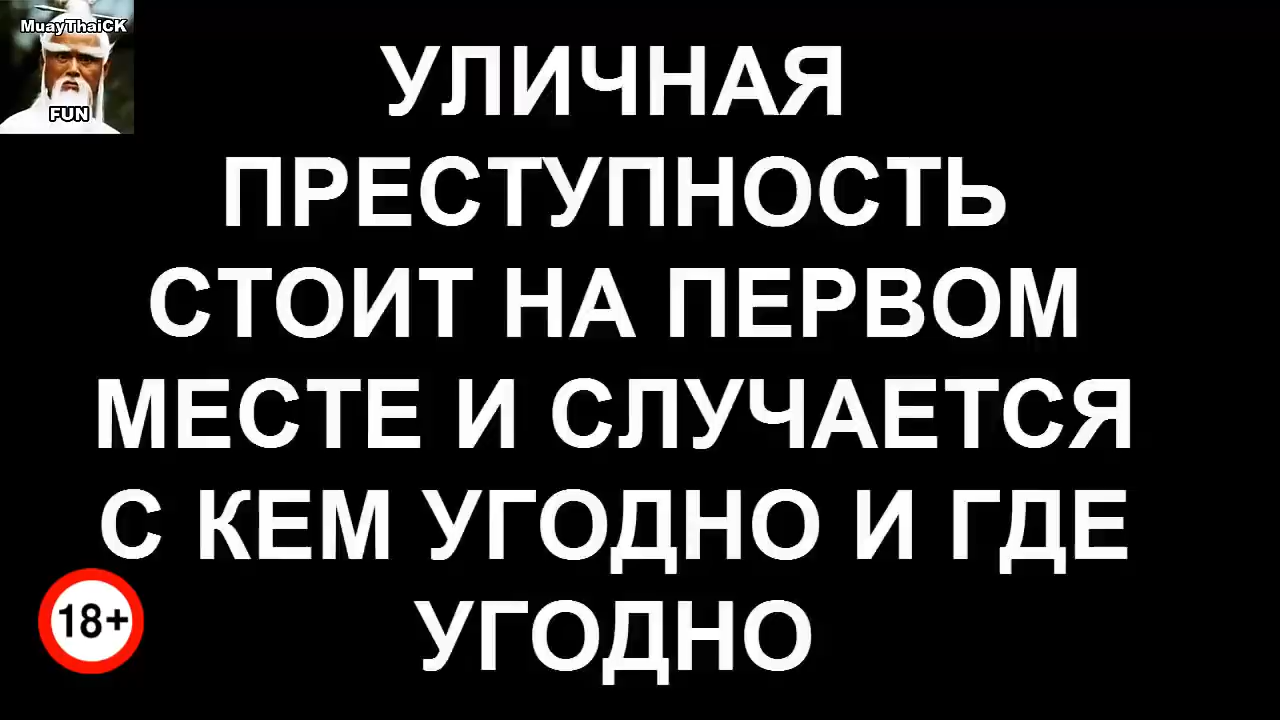 MuayThaiCK
FUN
УЛИЧНАЯ
ПРЕСТУПНОСТЬ
СТОИТ НА ПЕРВОМ
МЕСТЕ И СЛУЧАЕТСЯ
С КЕМ УГОДНО И ГДЕ
УГОДНО
18+